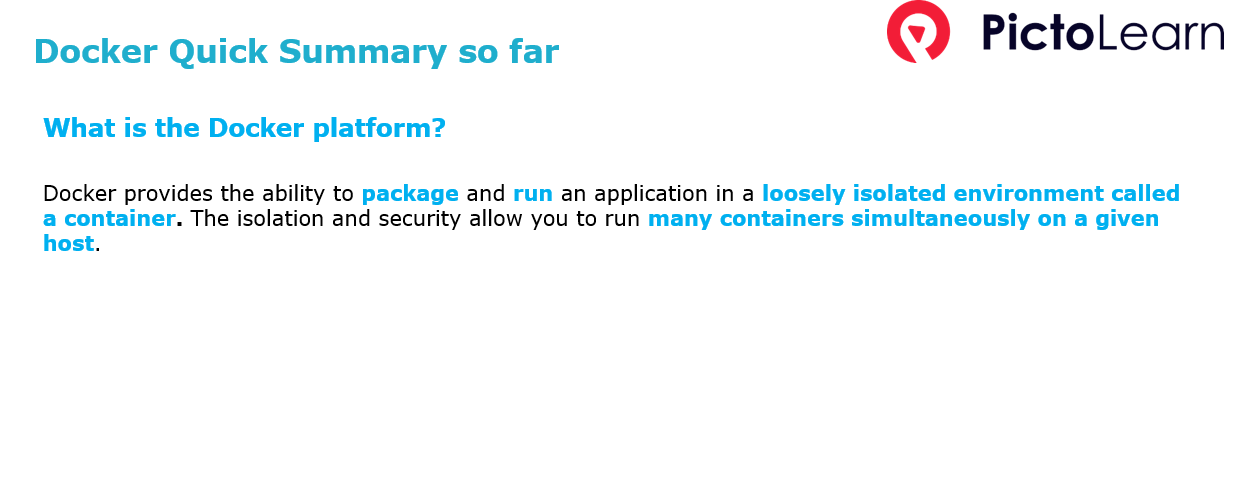 PictoLearn
Docker Quick Summary so far
What is the Docker platform?
Docker provides the ability to package and run an application in a loosely isolated environment called
a container. The isolation and security allow you to run many containers simultaneously on a given
host.